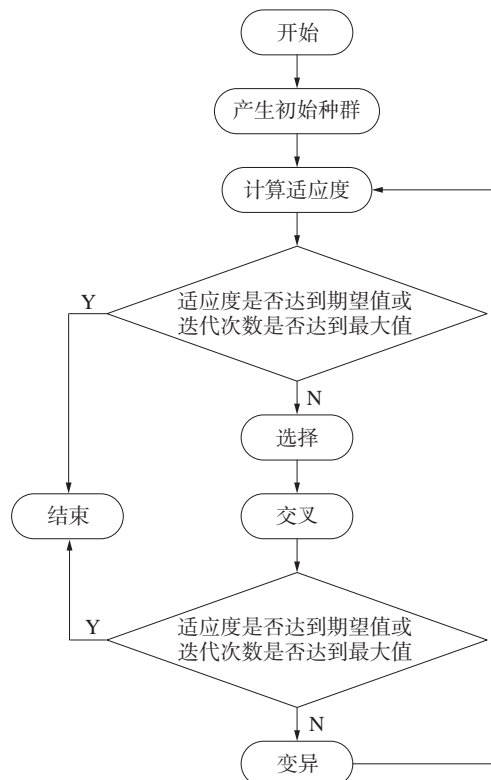 开始
产生初始种群
计算适应度
Y
适应度是否达到期望值或
迭代次数是否达到最大值
N
选择
结束
交叉
Y
适应度是否达到期望值或
迭代次数是否达到最大值
N
变异